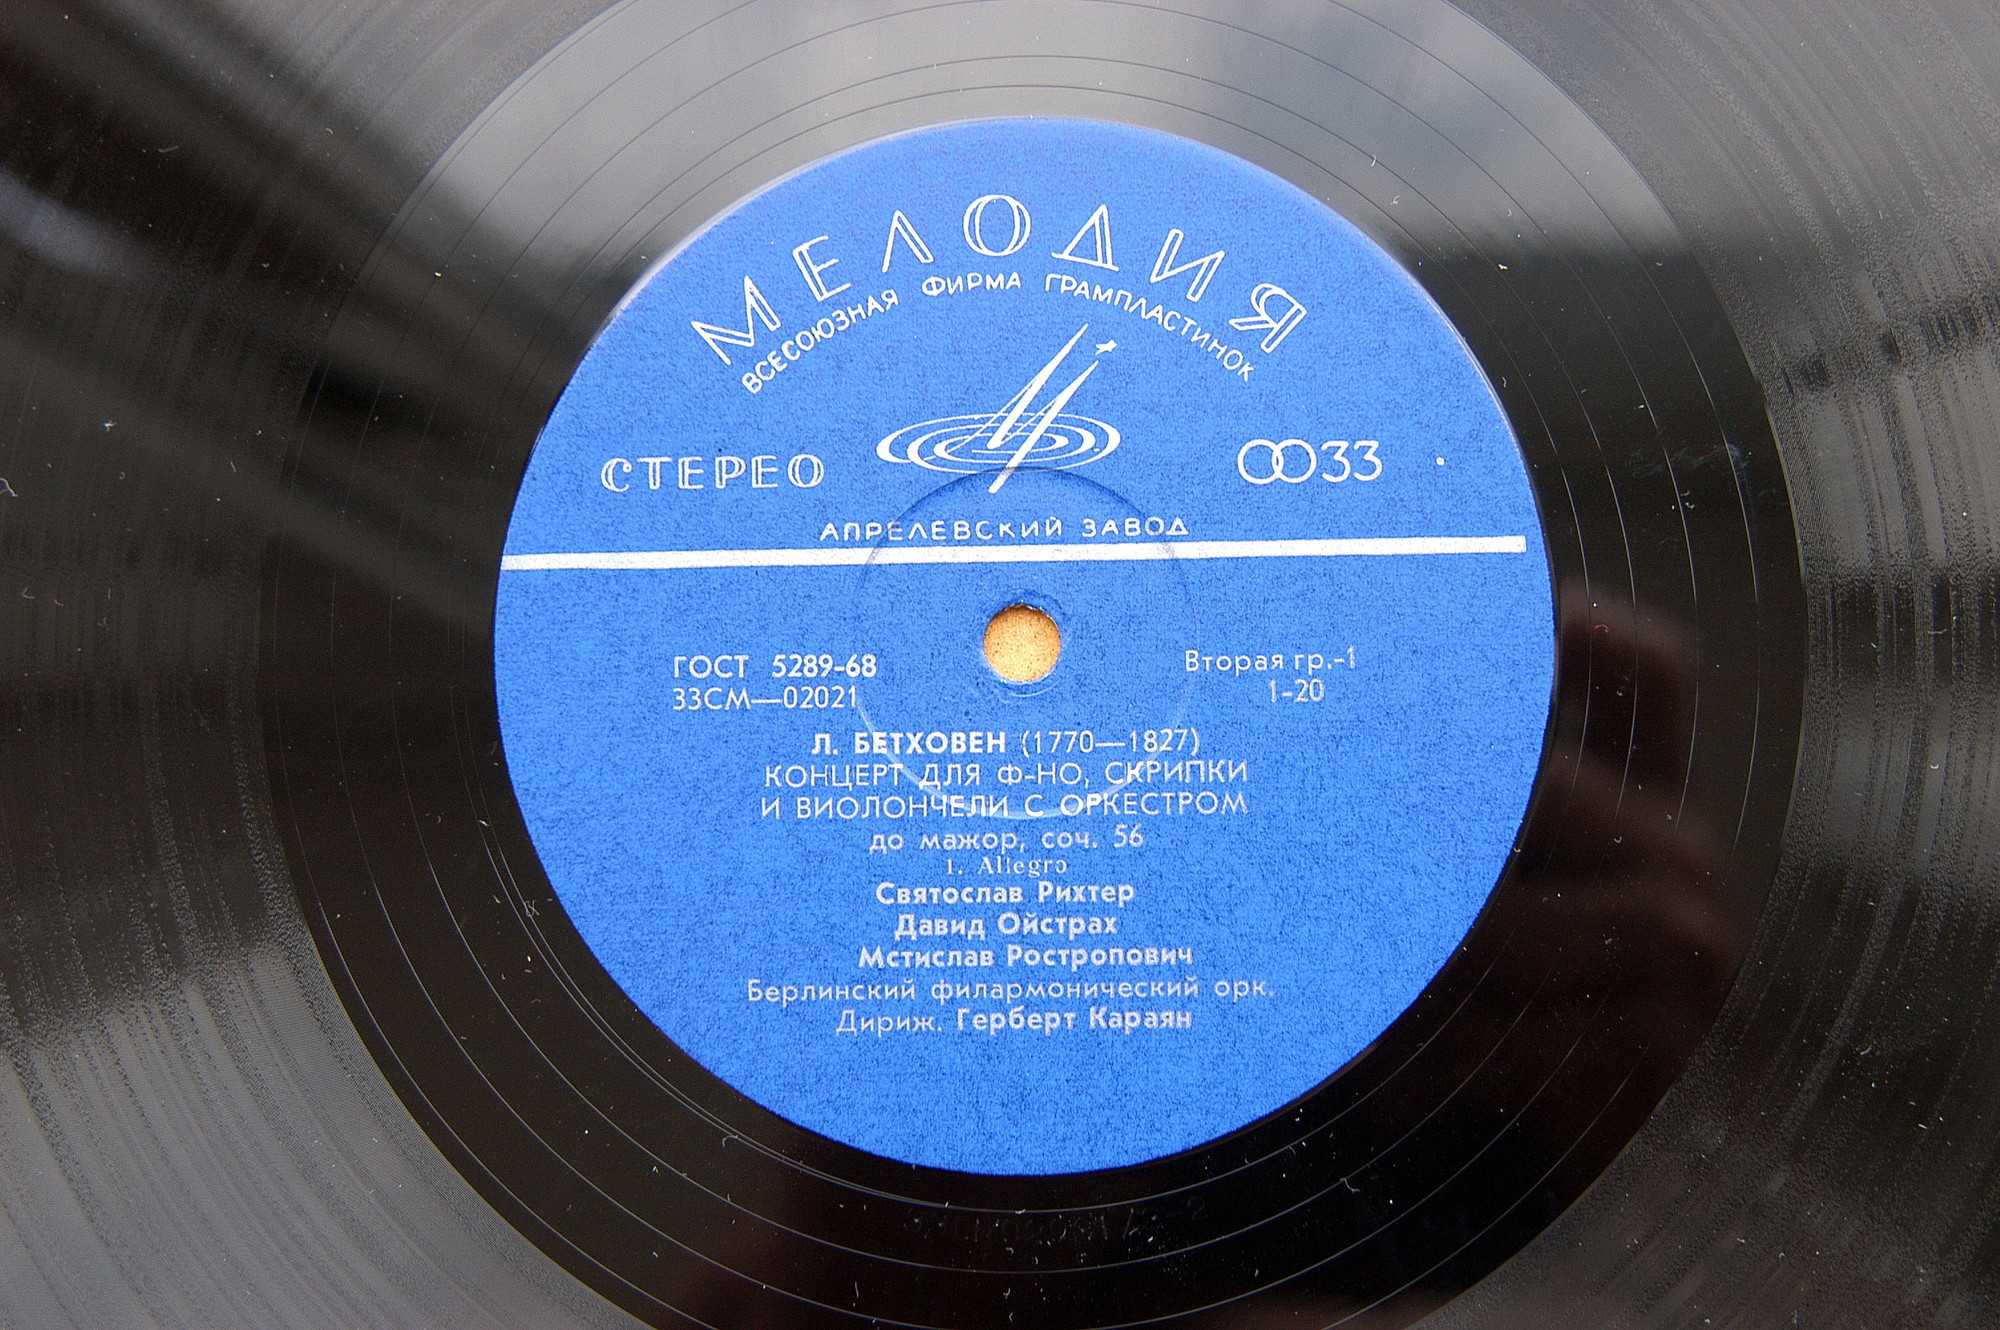 МЕЛОДИЯ
ВСЕСОЮЗНАЯ ФИРМА ГРАМПЛАСТИНОК
СТЕРЕО
33
АПРЕЛЕВСКИЙ ЗАВОД
ГОСТ 5289-68
Вторая гр.-1
33СМ—02021
1-20
Л. БЕТХОВЕН (1770—1827)
КОНЦЕРТ ДЛЯ Ф-НО, СКРИПКИ
И ВИОЛОНЧЕЛИ С ОРКЕСТРОМ
до мажор, соч. 56
1. Allegro
Святослав Рихтер
Давид Ойстрах
Мстислав Ростропович
Берлинский филармонический орк.
Дириж. Герберт Караян